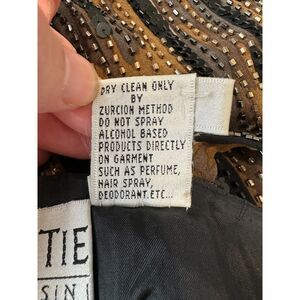 DRY CLEAN ONLY
BY
ZURCION METHOD
DO NOT SPRAY
ALCOHOL BASED
PRODUCTS DIRECTLY
ON GARMENT
SUCH AS PERFUME,
HAIR SPRAY,
DEODORANT.ETC...
TIE
SIN